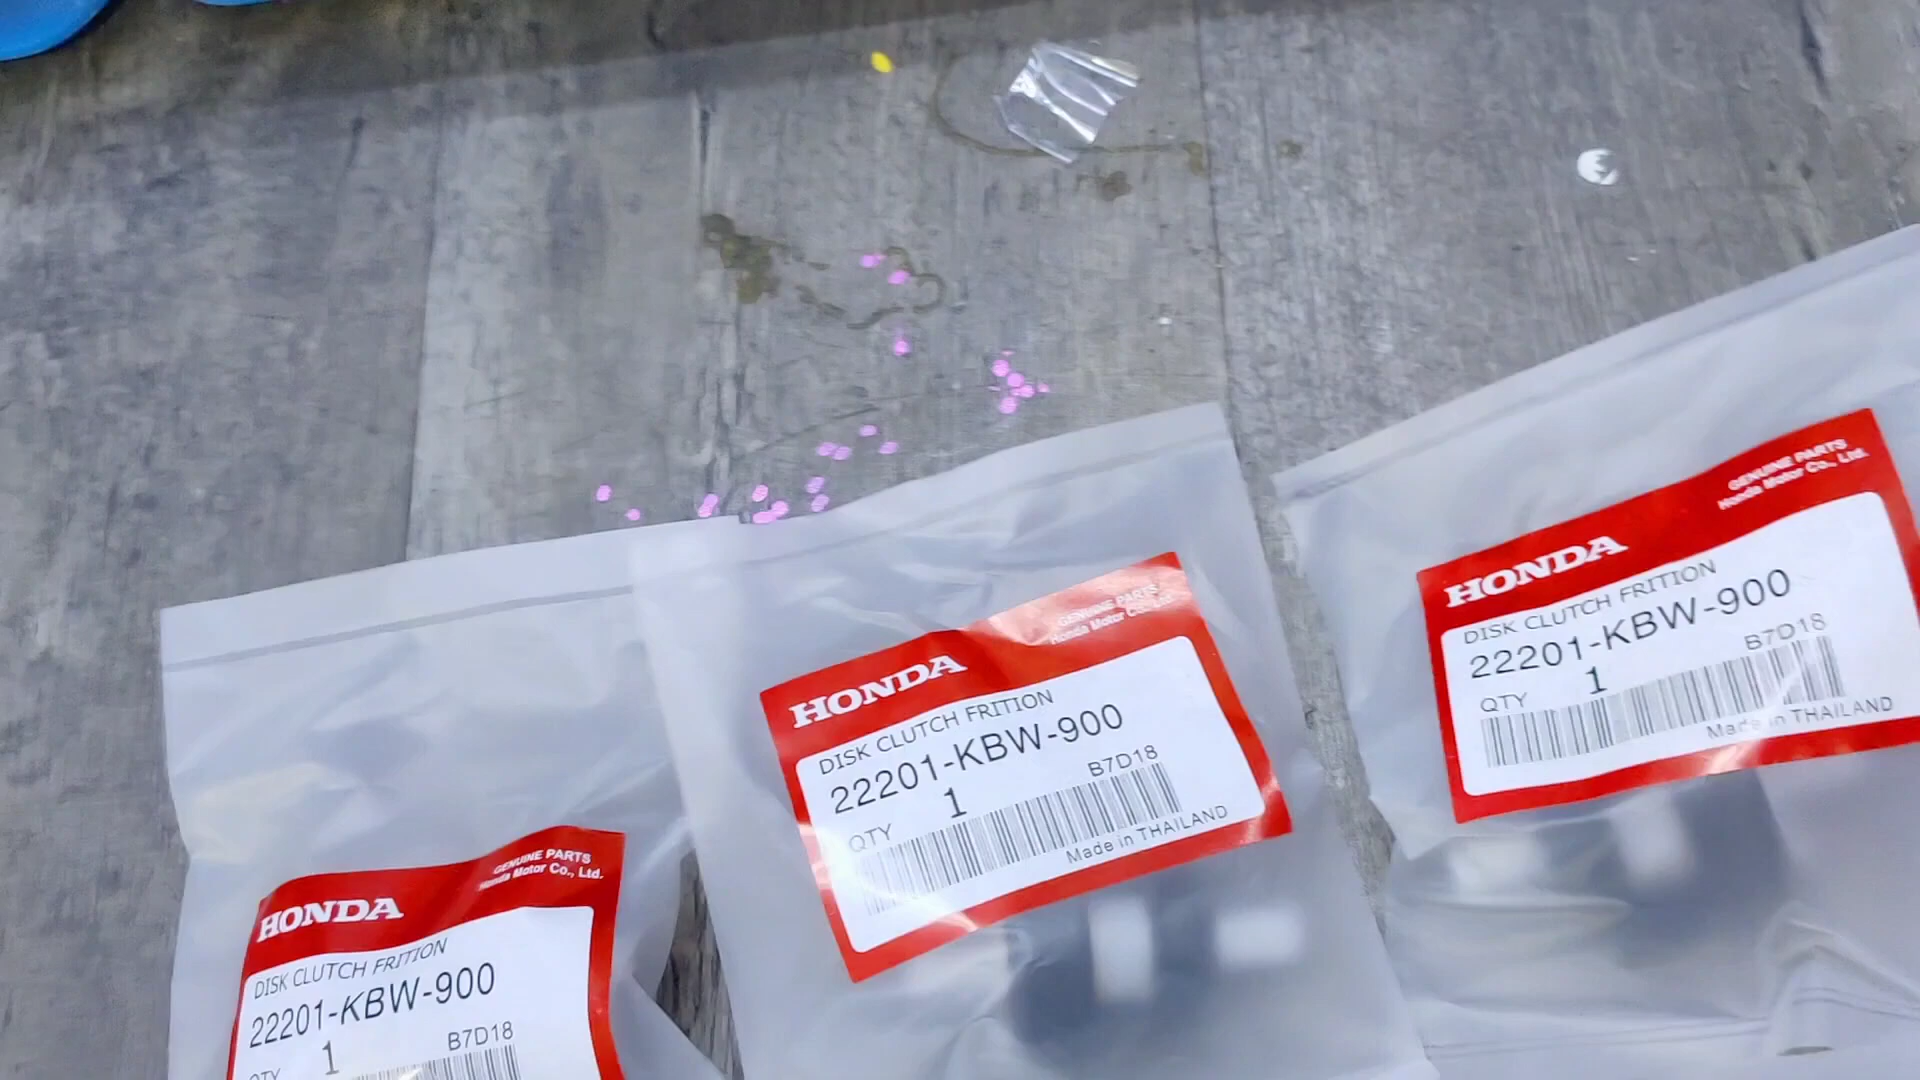 HONDA
GENUINE PARTS
Honda Motor Co., Ltd.
DISK CLUTCH FRITION
22201-KBW-900
B7D18
QTY 1
HONDA
GENUINE PARTS
Honda Motor Co., Ltd.
DISK CLUTCH FRITION
22201-KBW-900
B7D18
QTY 1
Made in THAILAND
HONDA
GENUINE PARTS
Honda Motor Co., Ltd.
DISK CLUTCH FRITION
22201-KBW-900
B7D18
QTY 1
Made in THAILAND